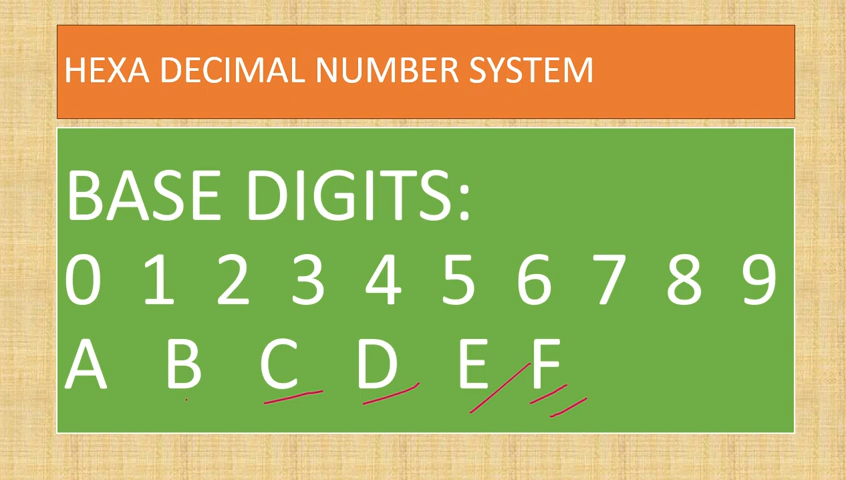 HEXA DECIMAL NUMBER SYSTEM
BASE DIGITS:
0 1 2 3 4 5 6 7 8 9
A B C D E F